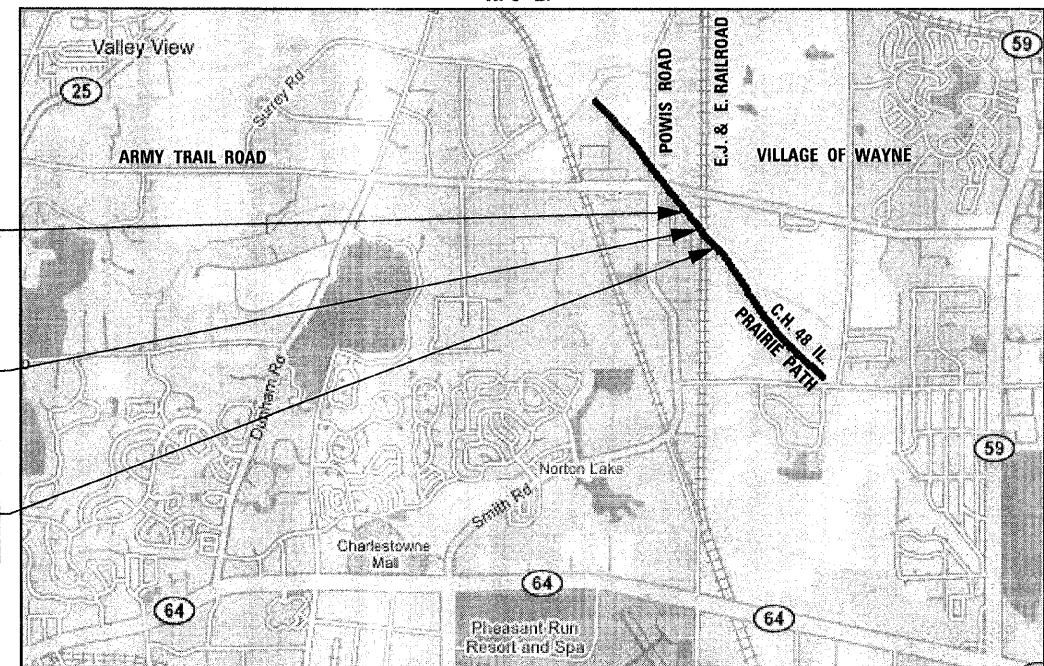 Valley View
25
59
Surrey Rd
POWIS ROAD
E.J. & E. RAILROAD
ARMY TRAIL ROAD
VILLAGE OF WAYNE
C.H. 48 IL.
PRAIRIE PATH
Dunham Rd
59
Norton Lake
Smith Rd
Charlestowne
Mall
64
64
64
Pheasant Run
Resort and Spa